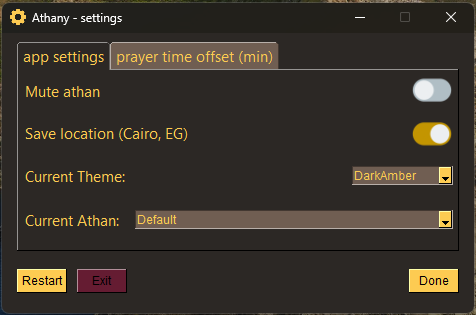 Athany - settings
app settings prayer time offset (min)
Mute athan
Save location (Cairo, EG)
Current Theme: DarkAmber
Current Athan: Default
Restart Exit Done